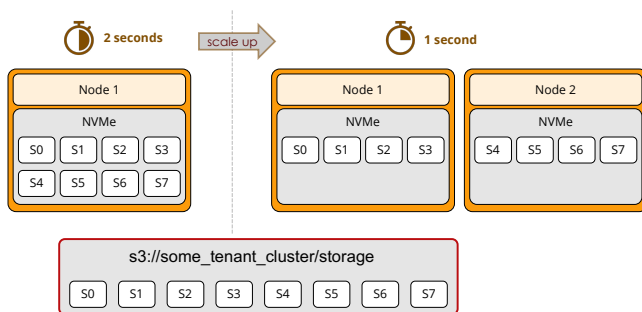 2 seconds
scale up
1 second
Node 1
NVMe
S0 S1 S2 S3
S4 S5 S6 S7
Node 1
NVMe
S0 S1 S2 S3
Node 2
NVMe
S4 S5 S6 S7
s3://some_tenant_cluster/storage
S0 S1 S2 S3 S4 S5 S6 S7